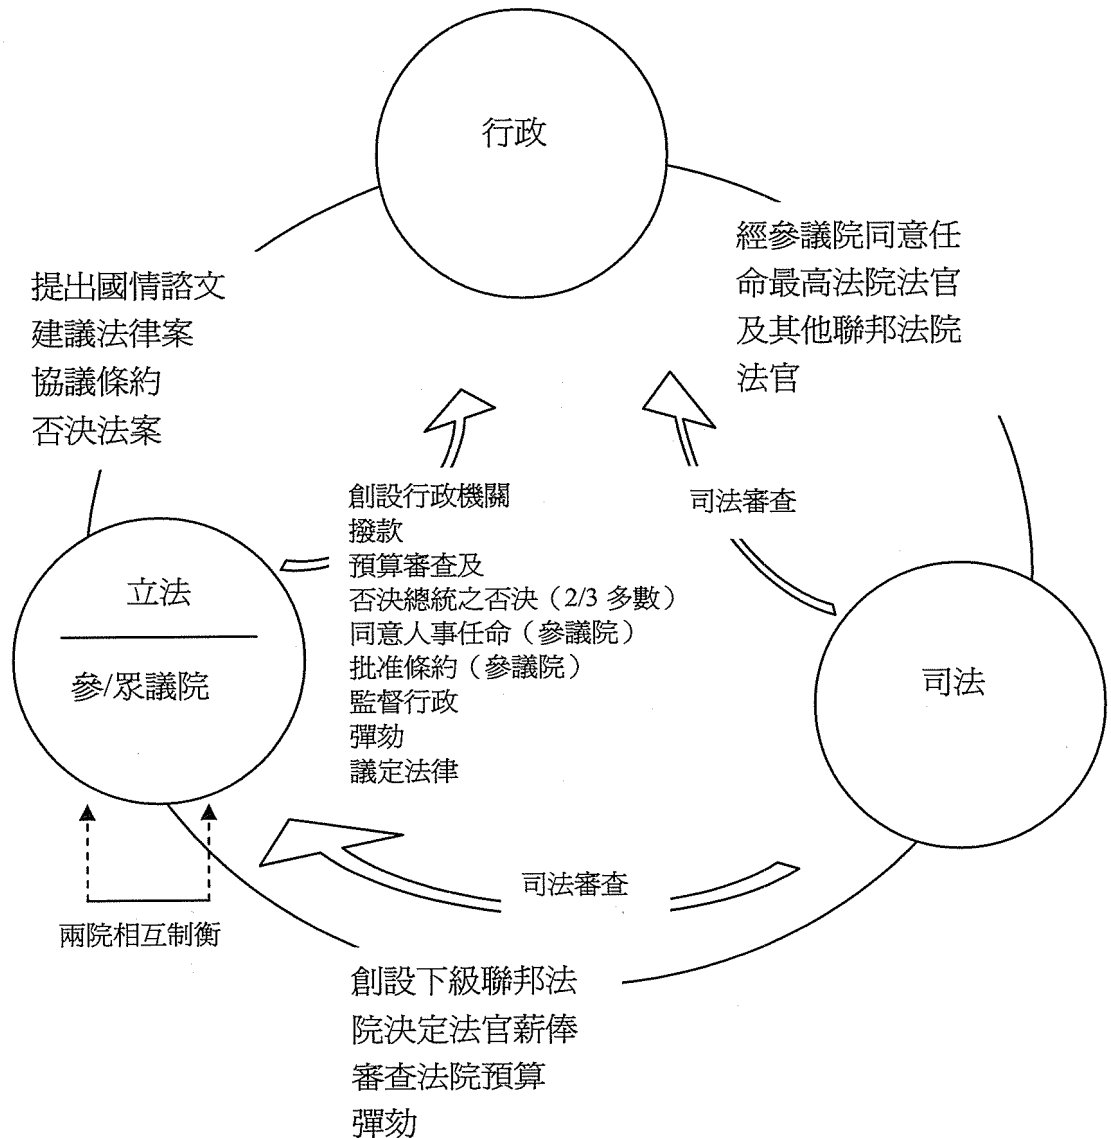 行政
經參議院同意任
命最高法院法官
及其他聯邦法院
法官
提出國情諮文
建議法律案
協議條約
否決法案
創設行政機關
撥款
預算審查及
否決總統之否決（2/3 多數）
同意人事任命（參議院）
批准條約（參議院）
監督行政
彈劾
議定法律
司法審查
立法
參/眾議院
司法
司法審查
兩院相互制衡
創設下級聯邦法
院決定法官薪俸
審查法院預算
彈劾